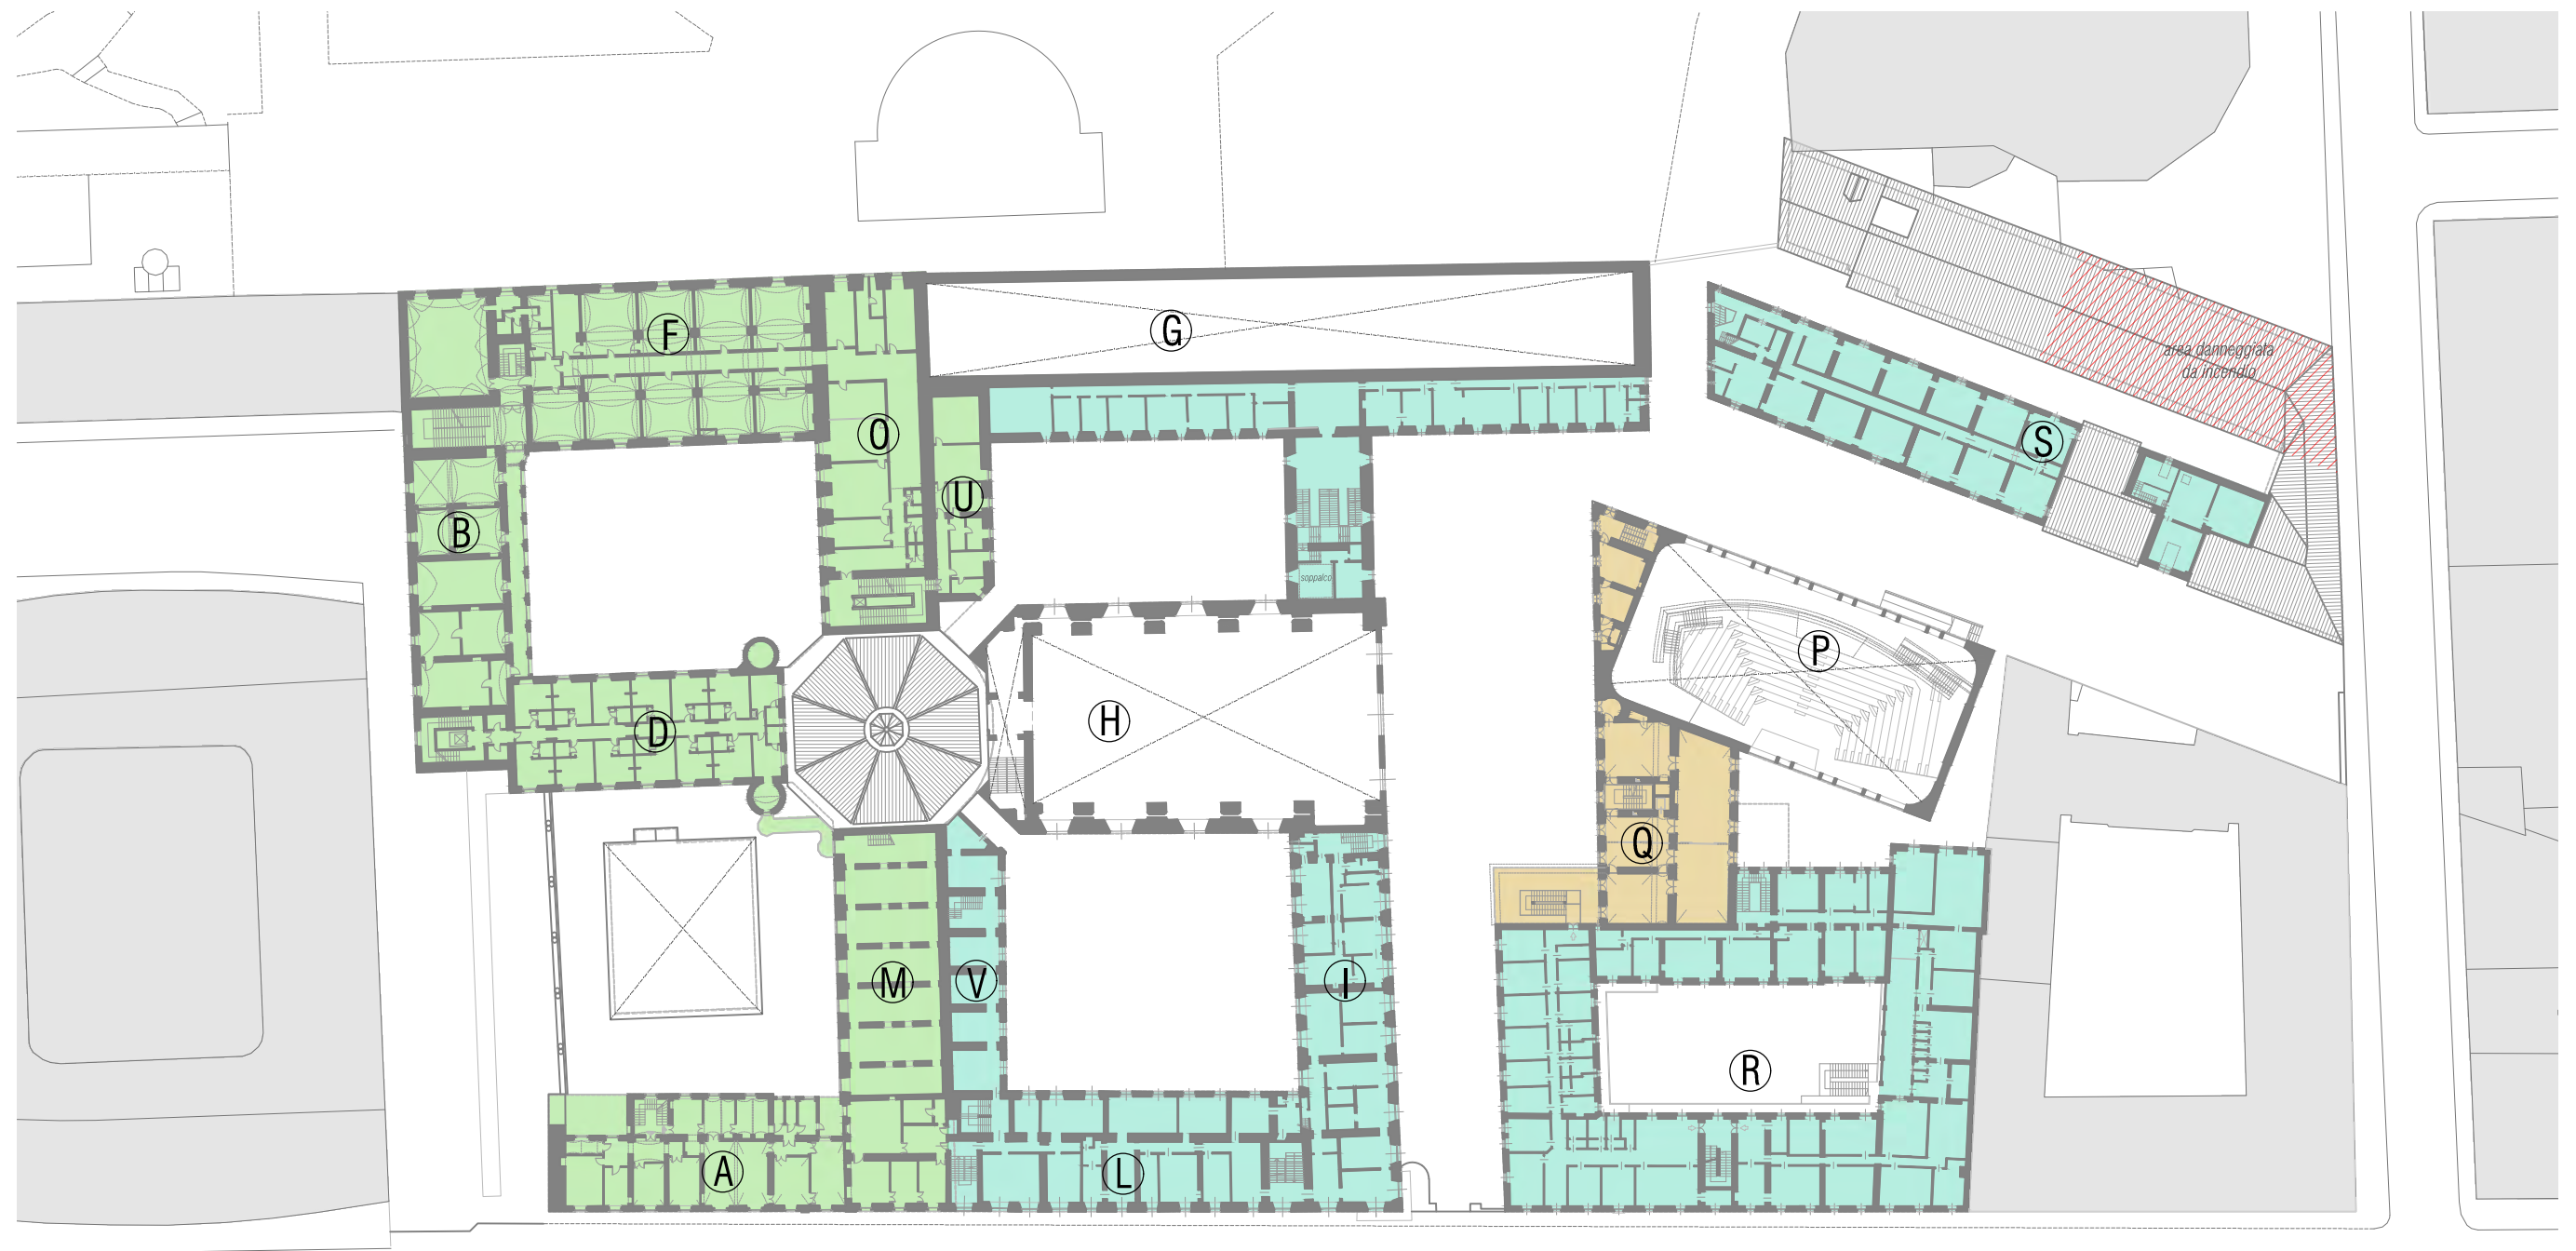 F
G
area danneggiata
da incendio
O
S
U
B
soppalco
P
D
H
Q
M
V
I
R
A
L